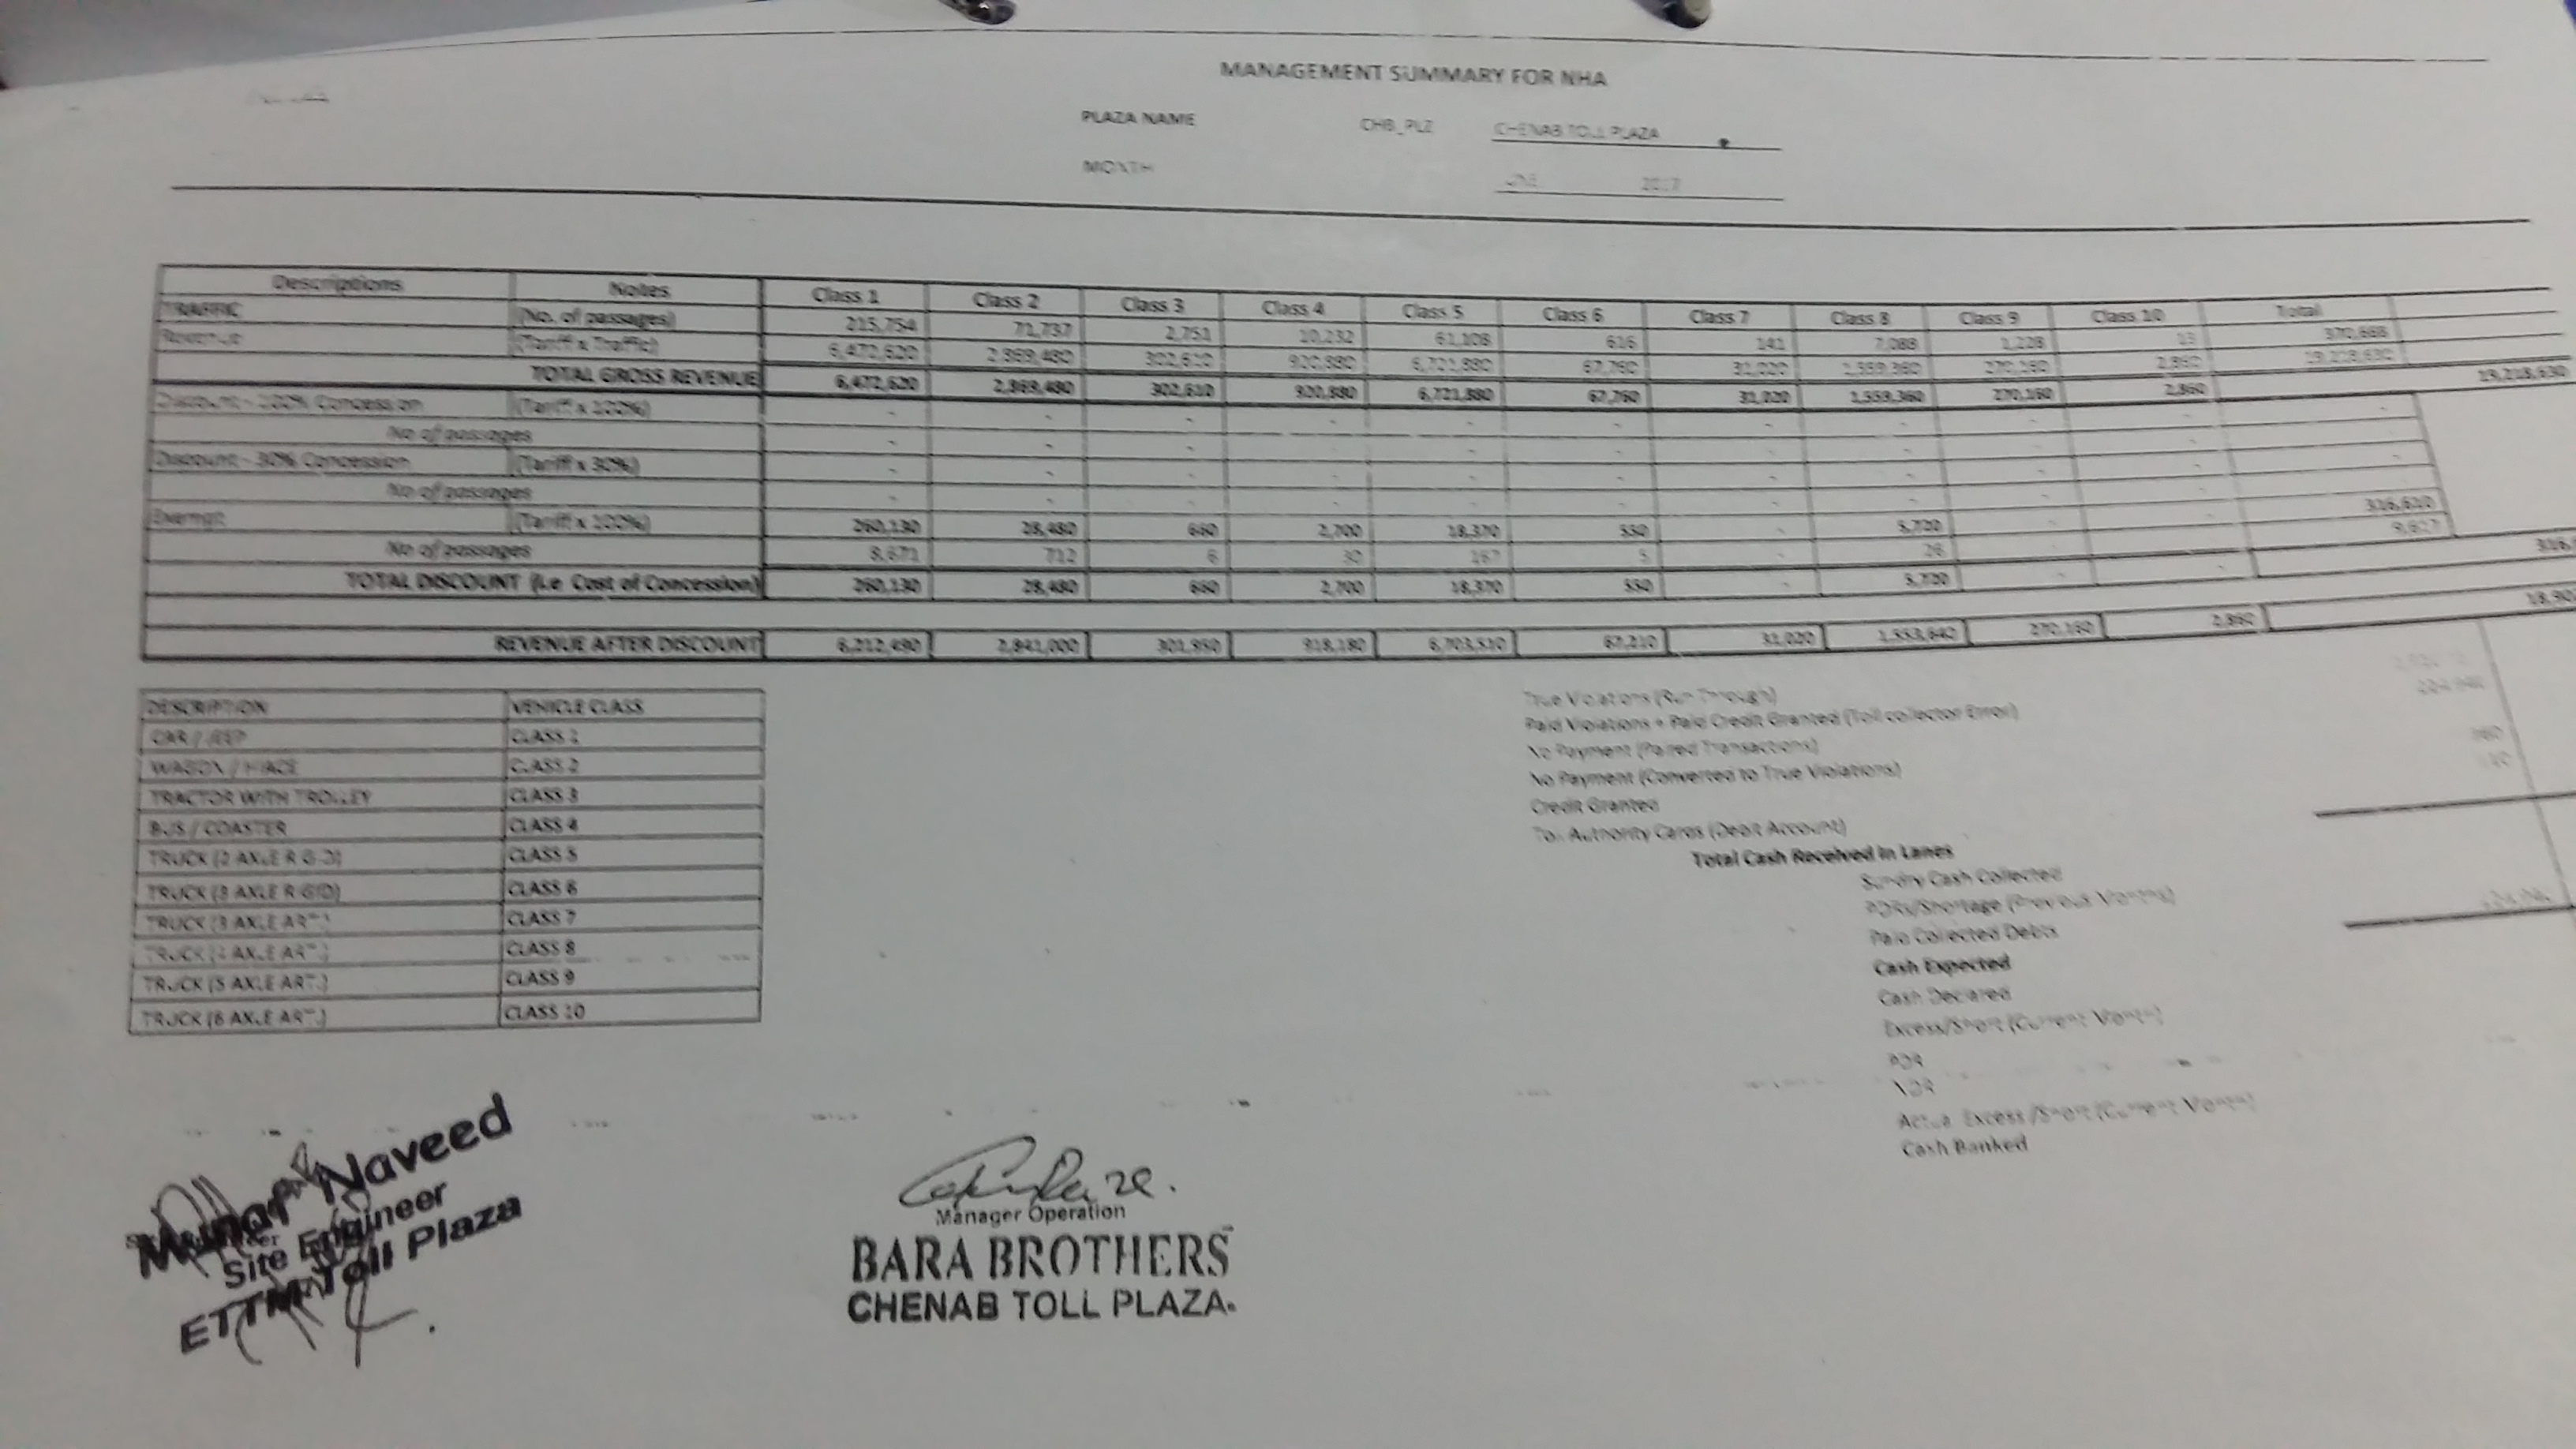 MANAGEMENT SUMMARY FOR NHA
PLAZA NAME CHB_PLZ CHENAB TOLL PLAZA
MONTH 2017
Descriptions Notes Class 1 Class 2 Class 3 Class 4 Class 5 Class 6 Class 7 Class 8 Class 9 Class 10 Total
TRAFFIC (No. of passages) 215,754 71,737 2,751 10,232 61,108 616 141 7,088 1,228 13 370,668
Revenue (Tariff x Traffic) 6,472,620 2,869,480 302,610 920,880 6,721,880 67,760 31,020 1,559,360 270,160 2,860 19,218,630
TOTAL GROSS REVENUE 6,472,620 2,869,480 302,610 920,880 6,721,880 67,760 31,020 1,559,360 270,160 2,860 19,218,630
Discount - 100% Concession (Tariff x 100%) - - - - - - - - - - -
No of passages - - - - - - - - - -
Discount - 30% Concession (Tariff x 30%) - - - - - - - - - - -
No of passages - - - - - - - - - -
Exempt (Tariff x 100%) 260,130 28,480 660 2,700 18,370 550 - 5,720 - - 316,610
No of passages 8,671 712 6 30 167 5 - 26 - - 9,617
TOTAL DISCOUNT (i.e Cost of Concession) 260,130 28,480 660 2,700 18,370 550 - 5,720 - - 316,
REVENUE AFTER DISCOUNT 6,212,490 2,841,000 301,950 918,180 6,703,510 67,210 31,020 1,553,640 270,160 2,860 18,90
DESCRIPTION VEHICLE CLASS
CAR / JEEP CLASS 1
WAGON / HIACE CLASS 2
TRACTOR WITH TROLLEY CLASS 3
BUS / COASTER CLASS 4
TRUCK (2 AXLE RIGID) CLASS 5
TRUCK (3 AXLE RIGID) CLASS 6
TRUCK (3 AXLE ART.) CLASS 7
TRUCK (4 AXLE ART.) CLASS 8
TRUCK (5 AXLE ART.) CLASS 9
TRUCK (6 AXLE ART.) CLASS 10
True Violations (Run Through)
Paid Violations + Paid Credit Granted (Toll collector Error)
No Payment (Paired Transactions)
No Payment (Converted to True Violations)
Credit Granted
Toll Authority Cards (Debit Account)
Total Cash Received in Lanes
Sundry Cash Collected
PDRs/Shortage (Previous Months)
Paid Collected Debts
Cash Expected
Cash Declared
Excess/Short (Current Month)
PDR
NDR
Actual Excess /Short (Current Month)
Cash Banked
Naveed
Site Engineer
ETTM Toll Plaza
Manager Operation
BARA BROTHERS
CHENAB TOLL PLAZA.